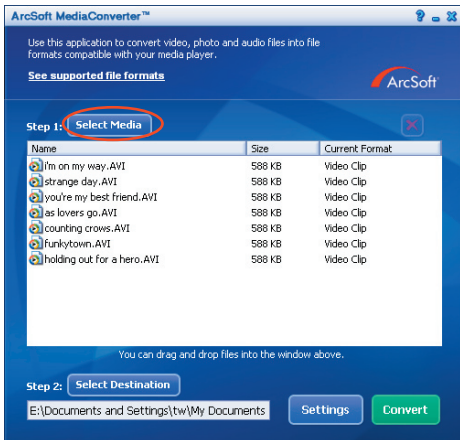 ArcSoft MediaConverter™
Use this application to convert video, photo and audio files into file
formats compatible with your media player.
See supported file formats
ArcSoft
Step 1: Select Media
Name Size Current Format
i'm on my way.AVI 588 KB Video Clip
strange day.AVI 588 KB Video Clip
you're my best friend.AVI 588 KB Video Clip
as lovers go.AVI 588 KB Video Clip
counting crows.AVI 588 KB Video Clip
funkytown.AVI 588 KB Video Clip
holding out for a hero.AVI 588 KB Video Clip
You can drag and drop files into the window above.
Step 2: Select Destination
E:\Documents and Settings\tw\My Documents Settings Convert